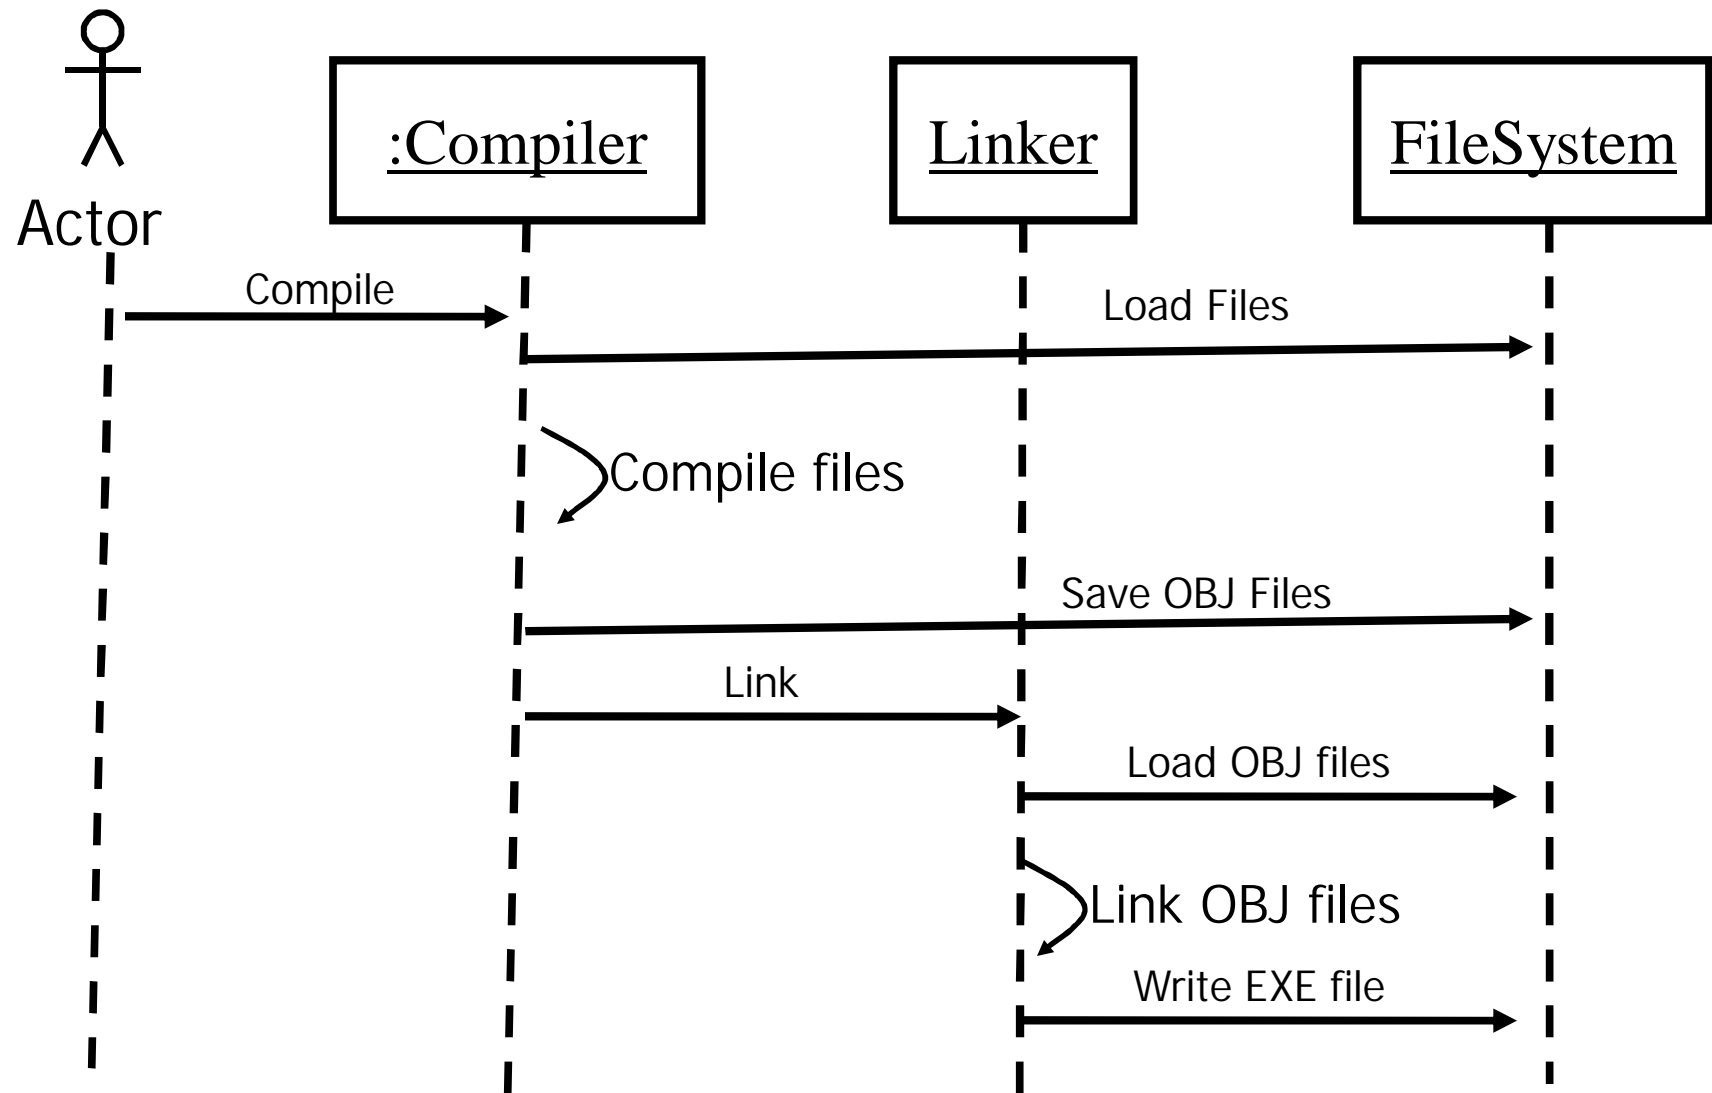 Actor
:Compiler
Linker
FileSystem
Compile
Load Files
Compile files
Save OBJ Files
Link
Load OBJ files
Link OBJ files
Write EXE file